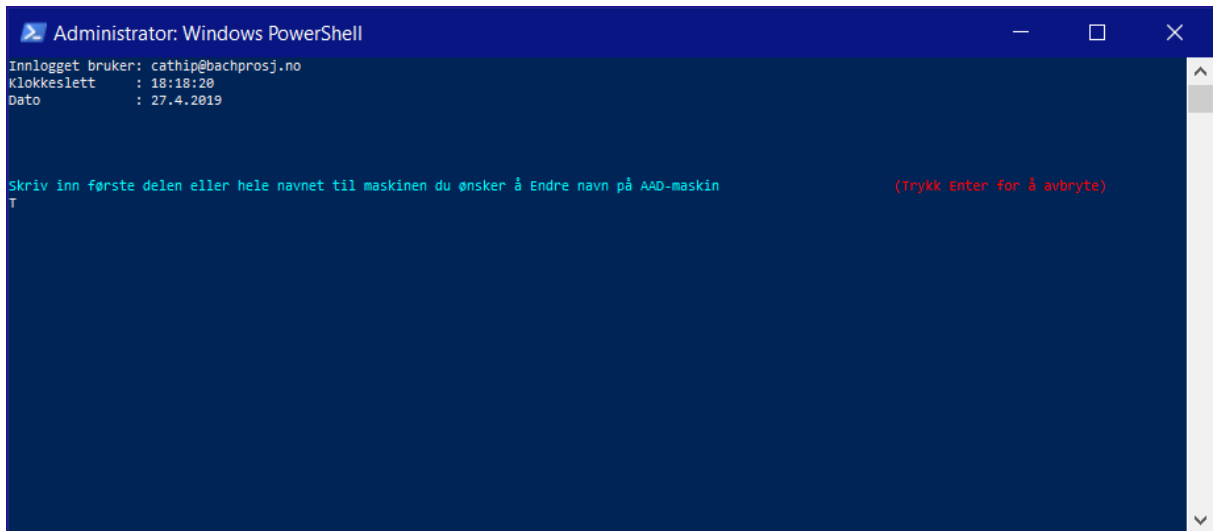 Administrator: Windows PowerShell
Innlogget bruker: cathip@bachprosj.no
Klokkeslett : 18:18:20
Dato : 27.4.2019
Skriv inn første delen eller hele navnet til maskinen du ønsker å Endre navn på AAD-maskin (Trykk Enter for å avbryte)
T